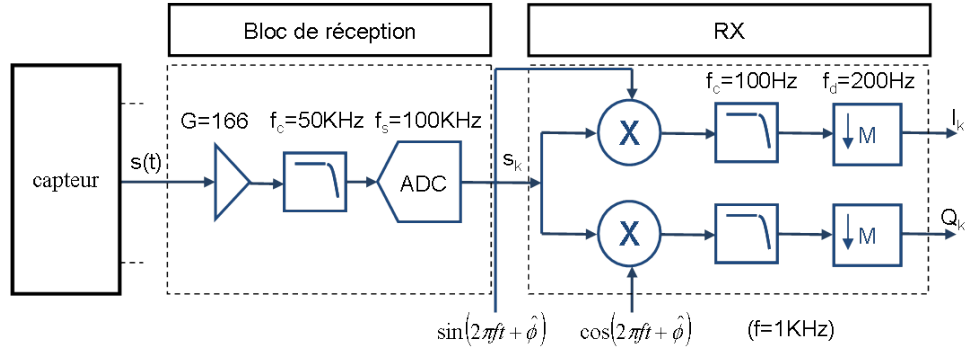 Bloc de réception
RX
G=166
f_c=50KHz
f_s=100KHz
f_c=100Hz
f_d=200Hz
X
↓ M
I_k
s(t)
capteur
ADC
s_k
X
↓ M
Q_k
sin(2πft + φ̂)
cos(2πft + φ̂)
(f=1KHz)